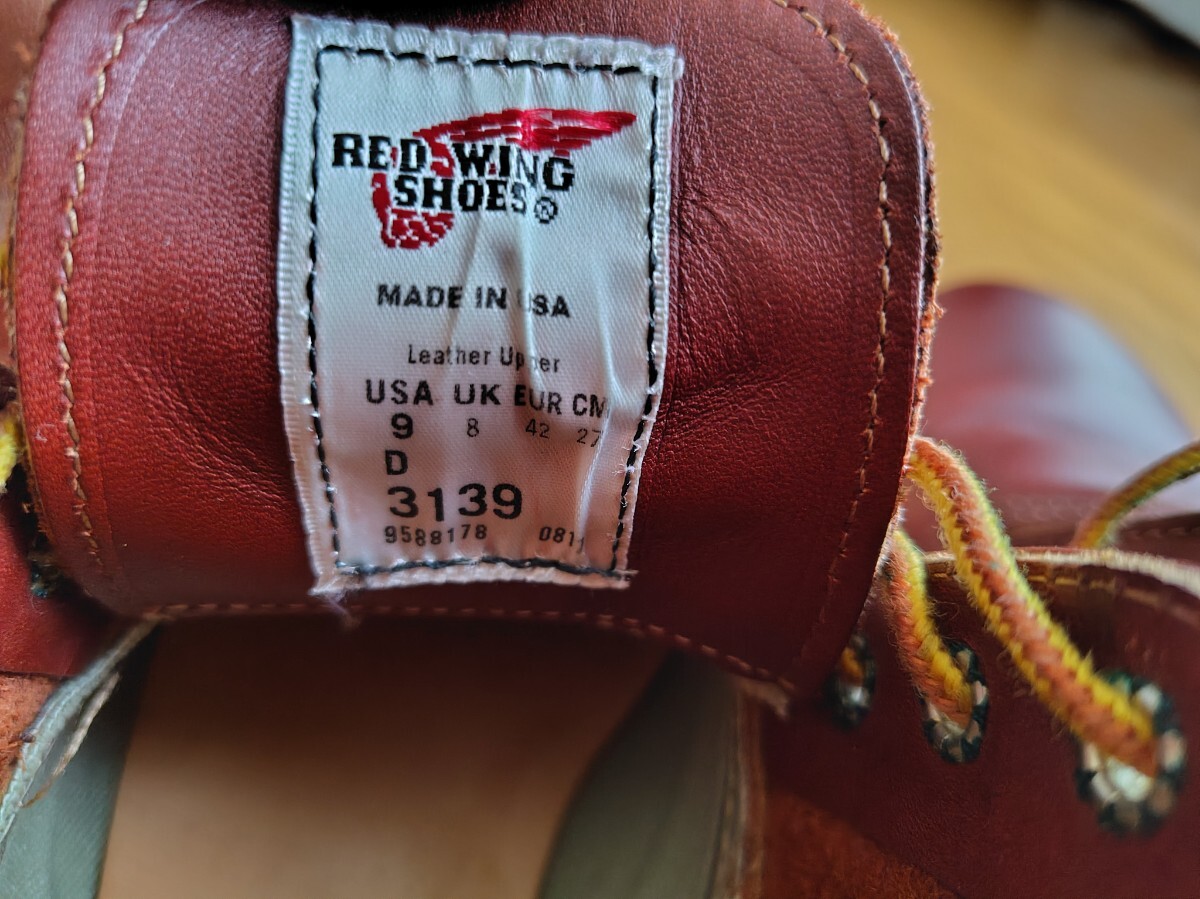 RED WING
SHOES®
MADE IN USA
Leather Upper
USA UK EUR CM
9 8 42 27
D
3139
9588178 0811